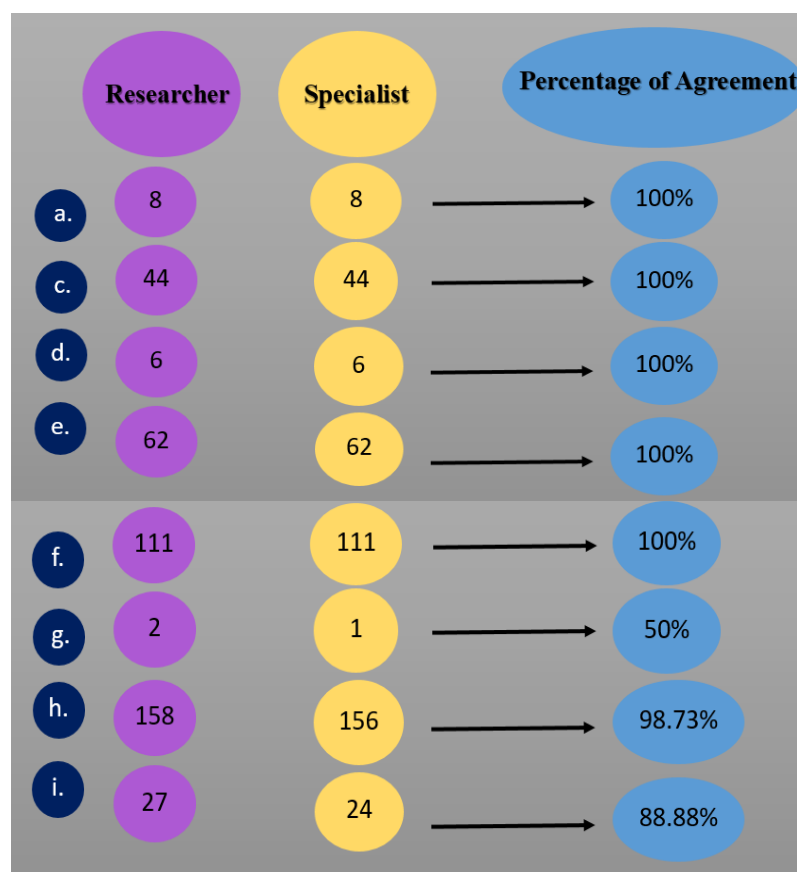 Researcher Specialist Percentage of Agreement
a. 8 8 100%
c. 44 44 100%
d. 6 6 100%
e. 62 62 100%
f. 111 111 100%
g. 2 1 50%
h. 158 156 98.73%
i. 27 24 88.88%